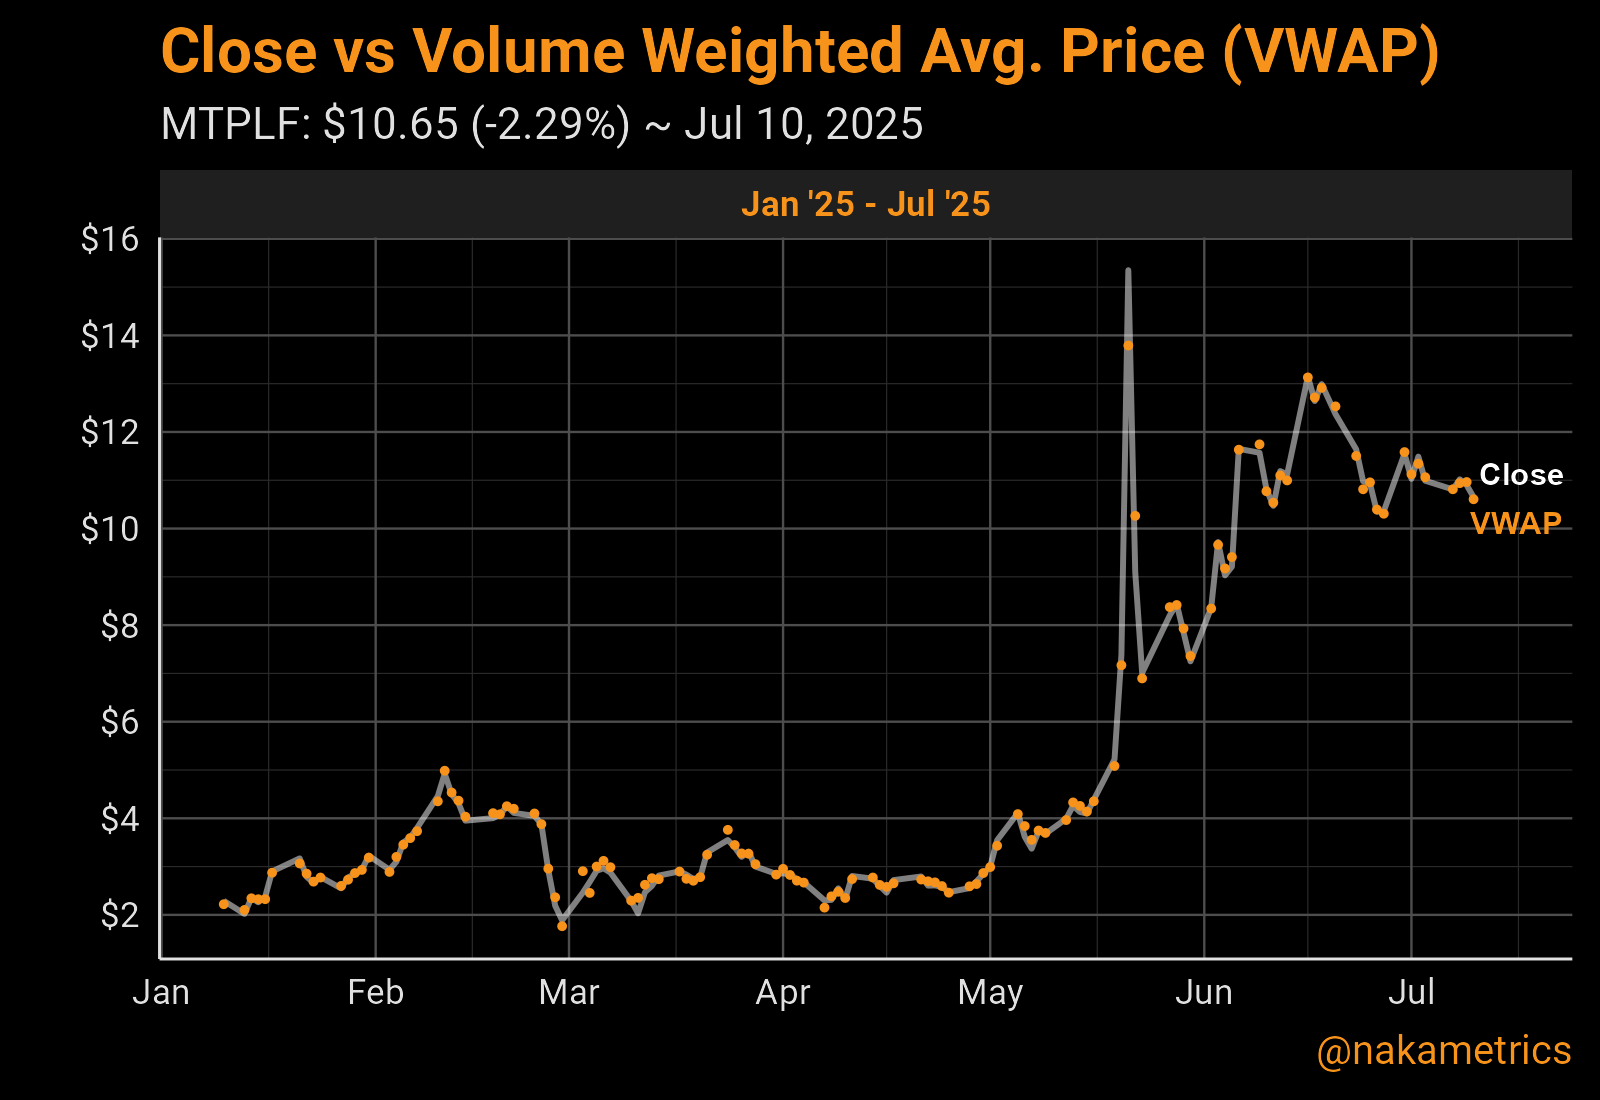 Close vs Volume Weighted Avg. Price (VWAP)
MTPLF: $10.65 (-2.29%) ~ Jul 10, 2025
Jan '25 - Jul '25
$16
$14
$12
$10
$8
$6
$4
$2
Close
VWAP
Jan Feb Mar Apr May Jun Jul
@nakametrics